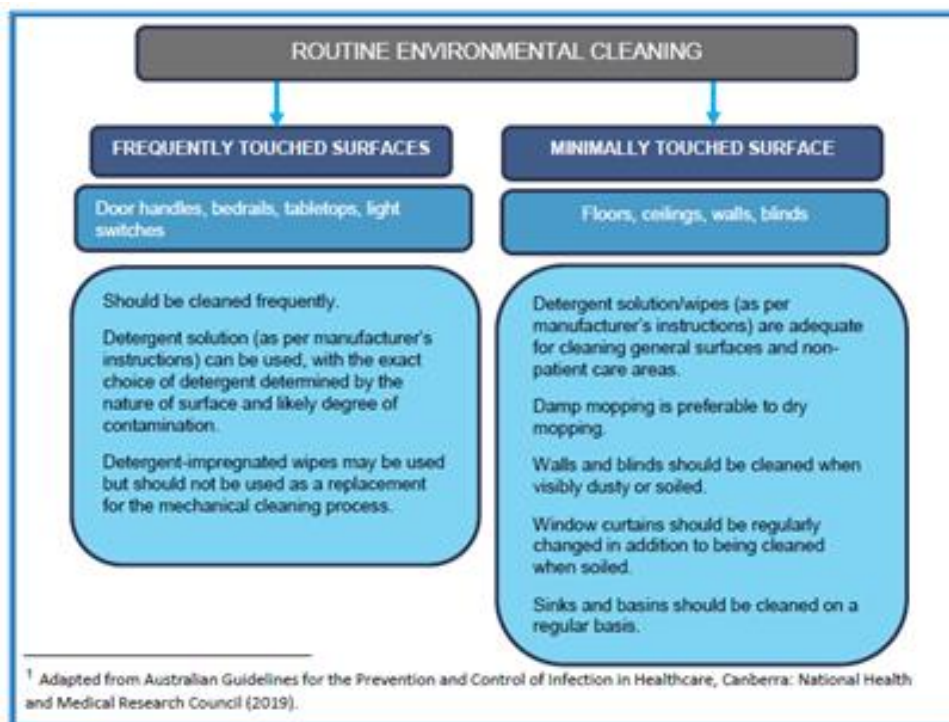 ROUTINE ENVIRONMENTAL CLEANING
FREQUENTLY TOUCHED SURFACES
Door handles, bedrails, tabletops, light
switches
Should be cleaned frequently.
Detergent solution (as per manufacturer's
instructions) can be used, with the exact
choice of detergent determined by the
nature of surface and likely degree of
contamination.
Detergent-impregnated wipes may be used
but should not be used as a replacement
for the mechanical cleaning process.
MINIMALLY TOUCHED SURFACE
Floors, ceilings, walls, blinds
Detergent solution/wipes (as per
manufacturer's instructions) are adequate
for cleaning general surfaces and non-
patient care areas.
Damp mopping is preferable to dry
mopping.
Walls and blinds should be cleaned when
visibly dusty or soiled.
Window curtains should be regularly
changed in addition to being cleaned
when soiled.
Sinks and basins should be cleaned on a
regular basis.
1 Adapted from Australian Guidelines for the Prevention and Control of Infection in Healthcare, Canberra: National Health
and Medical Research Council (2019).